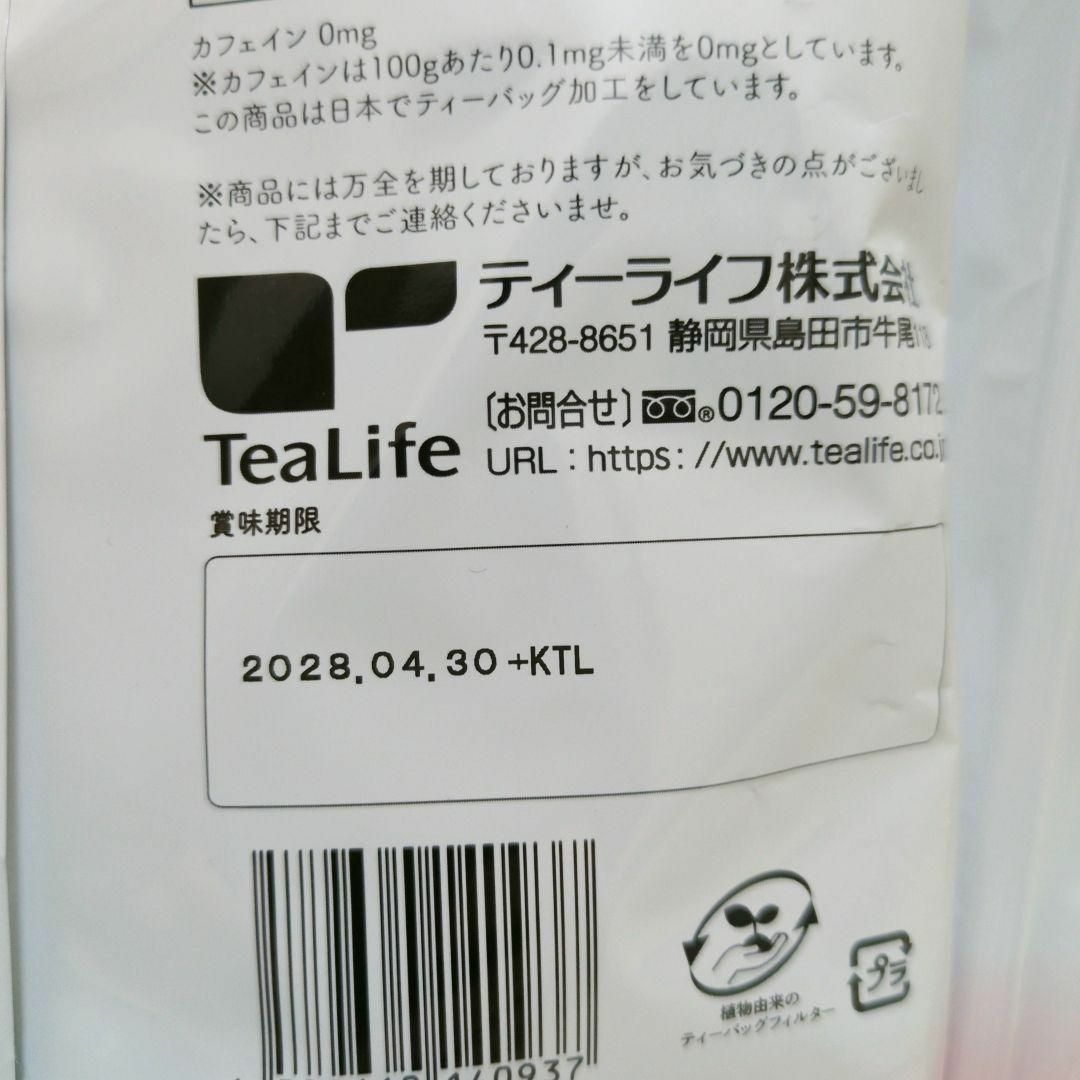 カフェイン 0mg
※カフェインは100gあたり0.1mg未満を0mgとしています。
この商品は日本でティーバッグ加工をしています。
※商品には万全を期しておりますが、お気づきの点がございまし
たら、下記までご連絡くださいませ。
ティーライフ株式会社
〒428-8651 静岡県島田市牛尾118
〔お問合せ〕 ®0120-59-8172
URL : https: //www.tealife.co.j
TeaLife
賞味期限
2028.04.30 +KTL
植物由来の
ティーバッグフィルター
プラ
440937